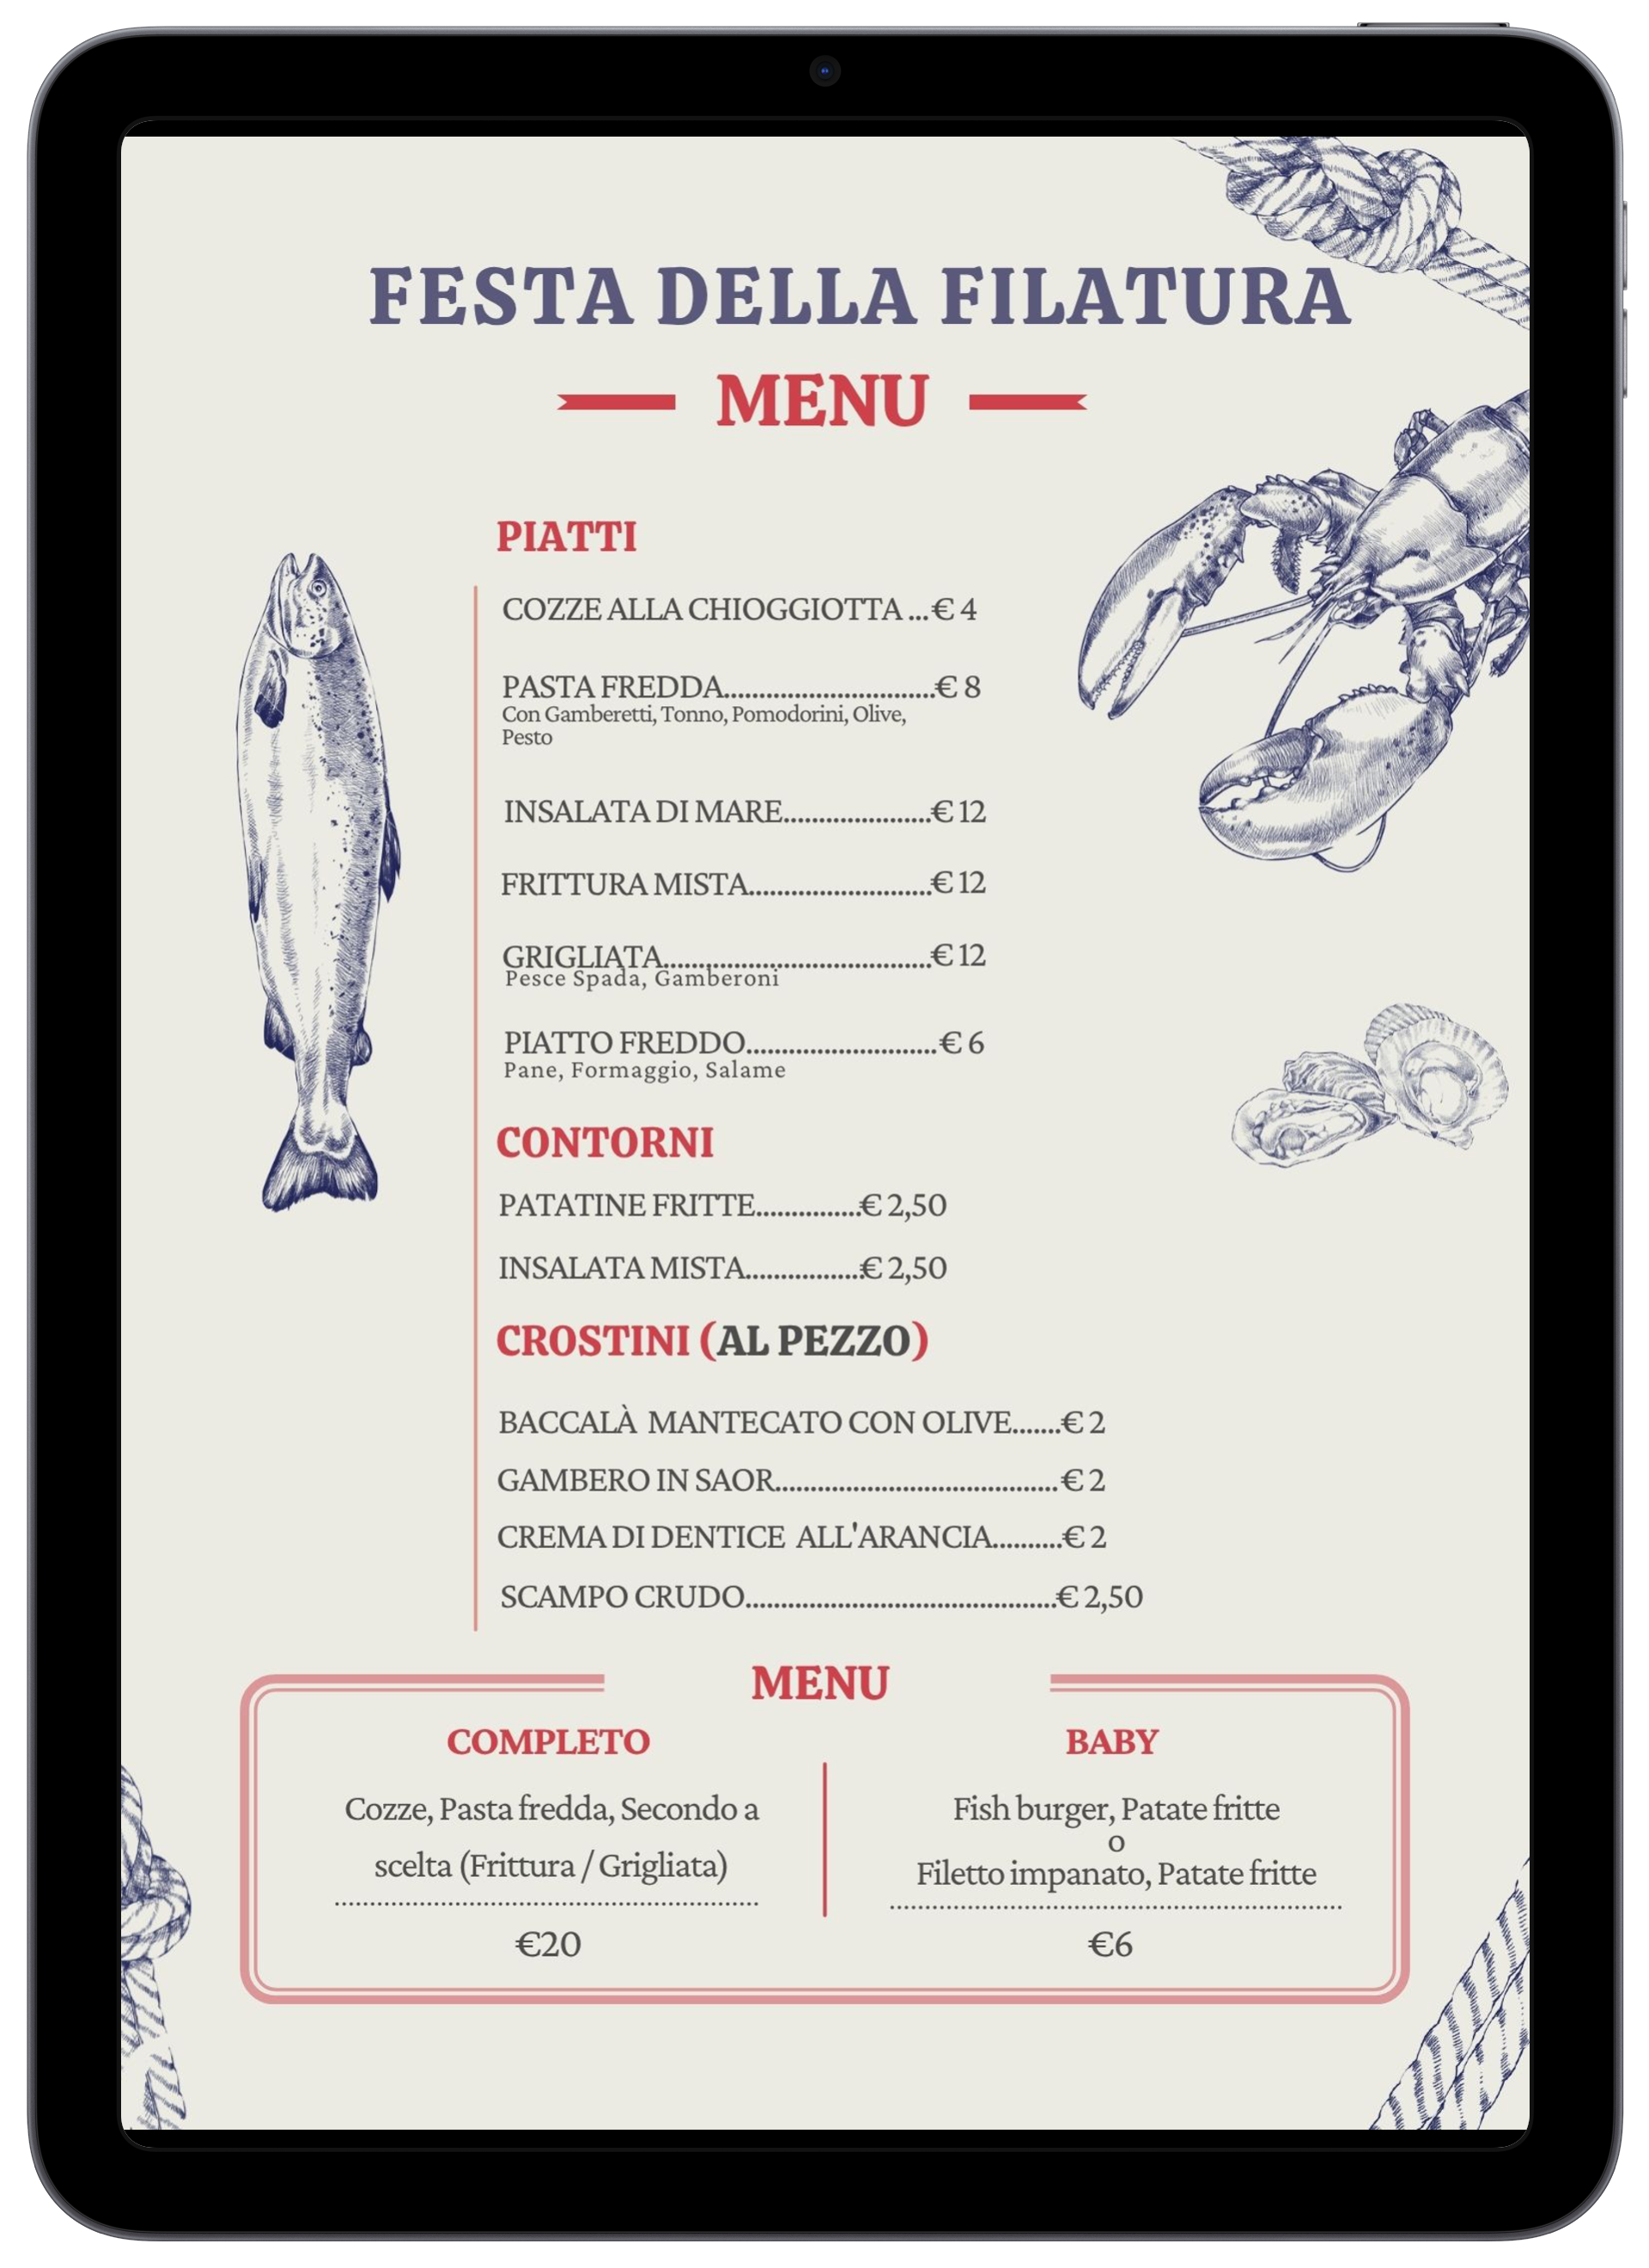 FESTA DELLA FILATURA
MENU
PIATTI
COZZE ALLA CHIOGGIOTTA ...€ 4
PASTA FREDDA..............................€ 8
Con Gamberetti, Tonno, Pomodorini, Olive,
Pesto
INSALATA DI MARE.....................€ 12
FRITTURA MISTA..........................€ 12
GRIGLIATA......................................€ 12
Pesce Spada, Gamberoni
PIATTO FREDDO...........................€ 6
Pane, Formaggio, Salame
CONTORNI
PATATINE FRITTE...............€ 2,50
INSALATA MISTA................€ 2,50
CROSTINI (AL PEZZO)
BACCALÀ MANTECATO CON OLIVE.......€ 2
GAMBERO IN SAOR........................................€ 2
CREMA DI DENTICE ALL'ARANCIA..........€ 2
SCAMPO CRUDO............................................€ 2,50
MENU
COMPLETO
Cozze, Pasta fredda, Secondo a
scelta (Frittura / Grigliata)
€20
BABY
Fish burger, Patate fritte
o
Filetto impanato, Patate fritte
€6